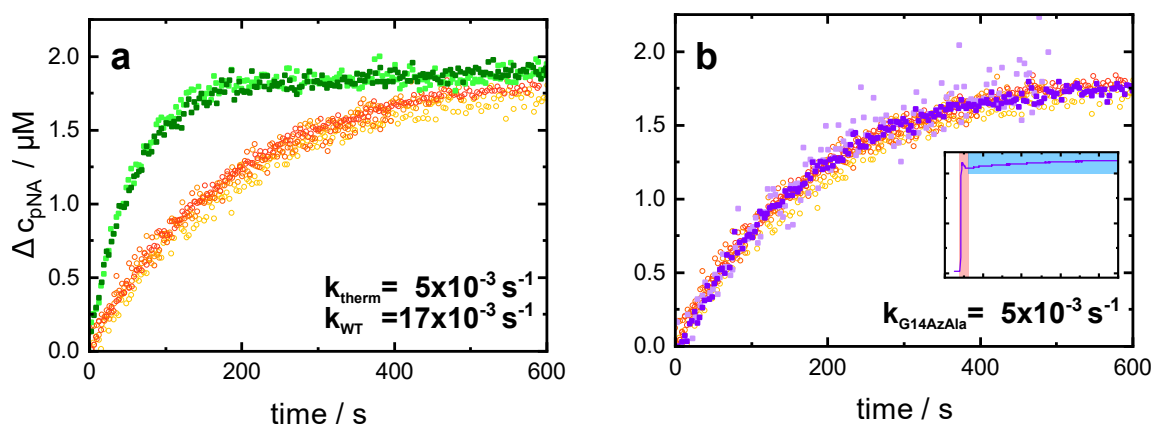 a
2.0
1.5
1.0
0.5
0.0
Δ c_pNA / μM
k_therm = 5x10⁻³ s⁻¹
k_WT =17x10⁻³ s⁻¹
0 200 400 600
time / s
b
2.0
1.5
1.0
0.5
0.0
k_G14AzAla = 5x10⁻³ s⁻¹
0 200 400 600
time / s